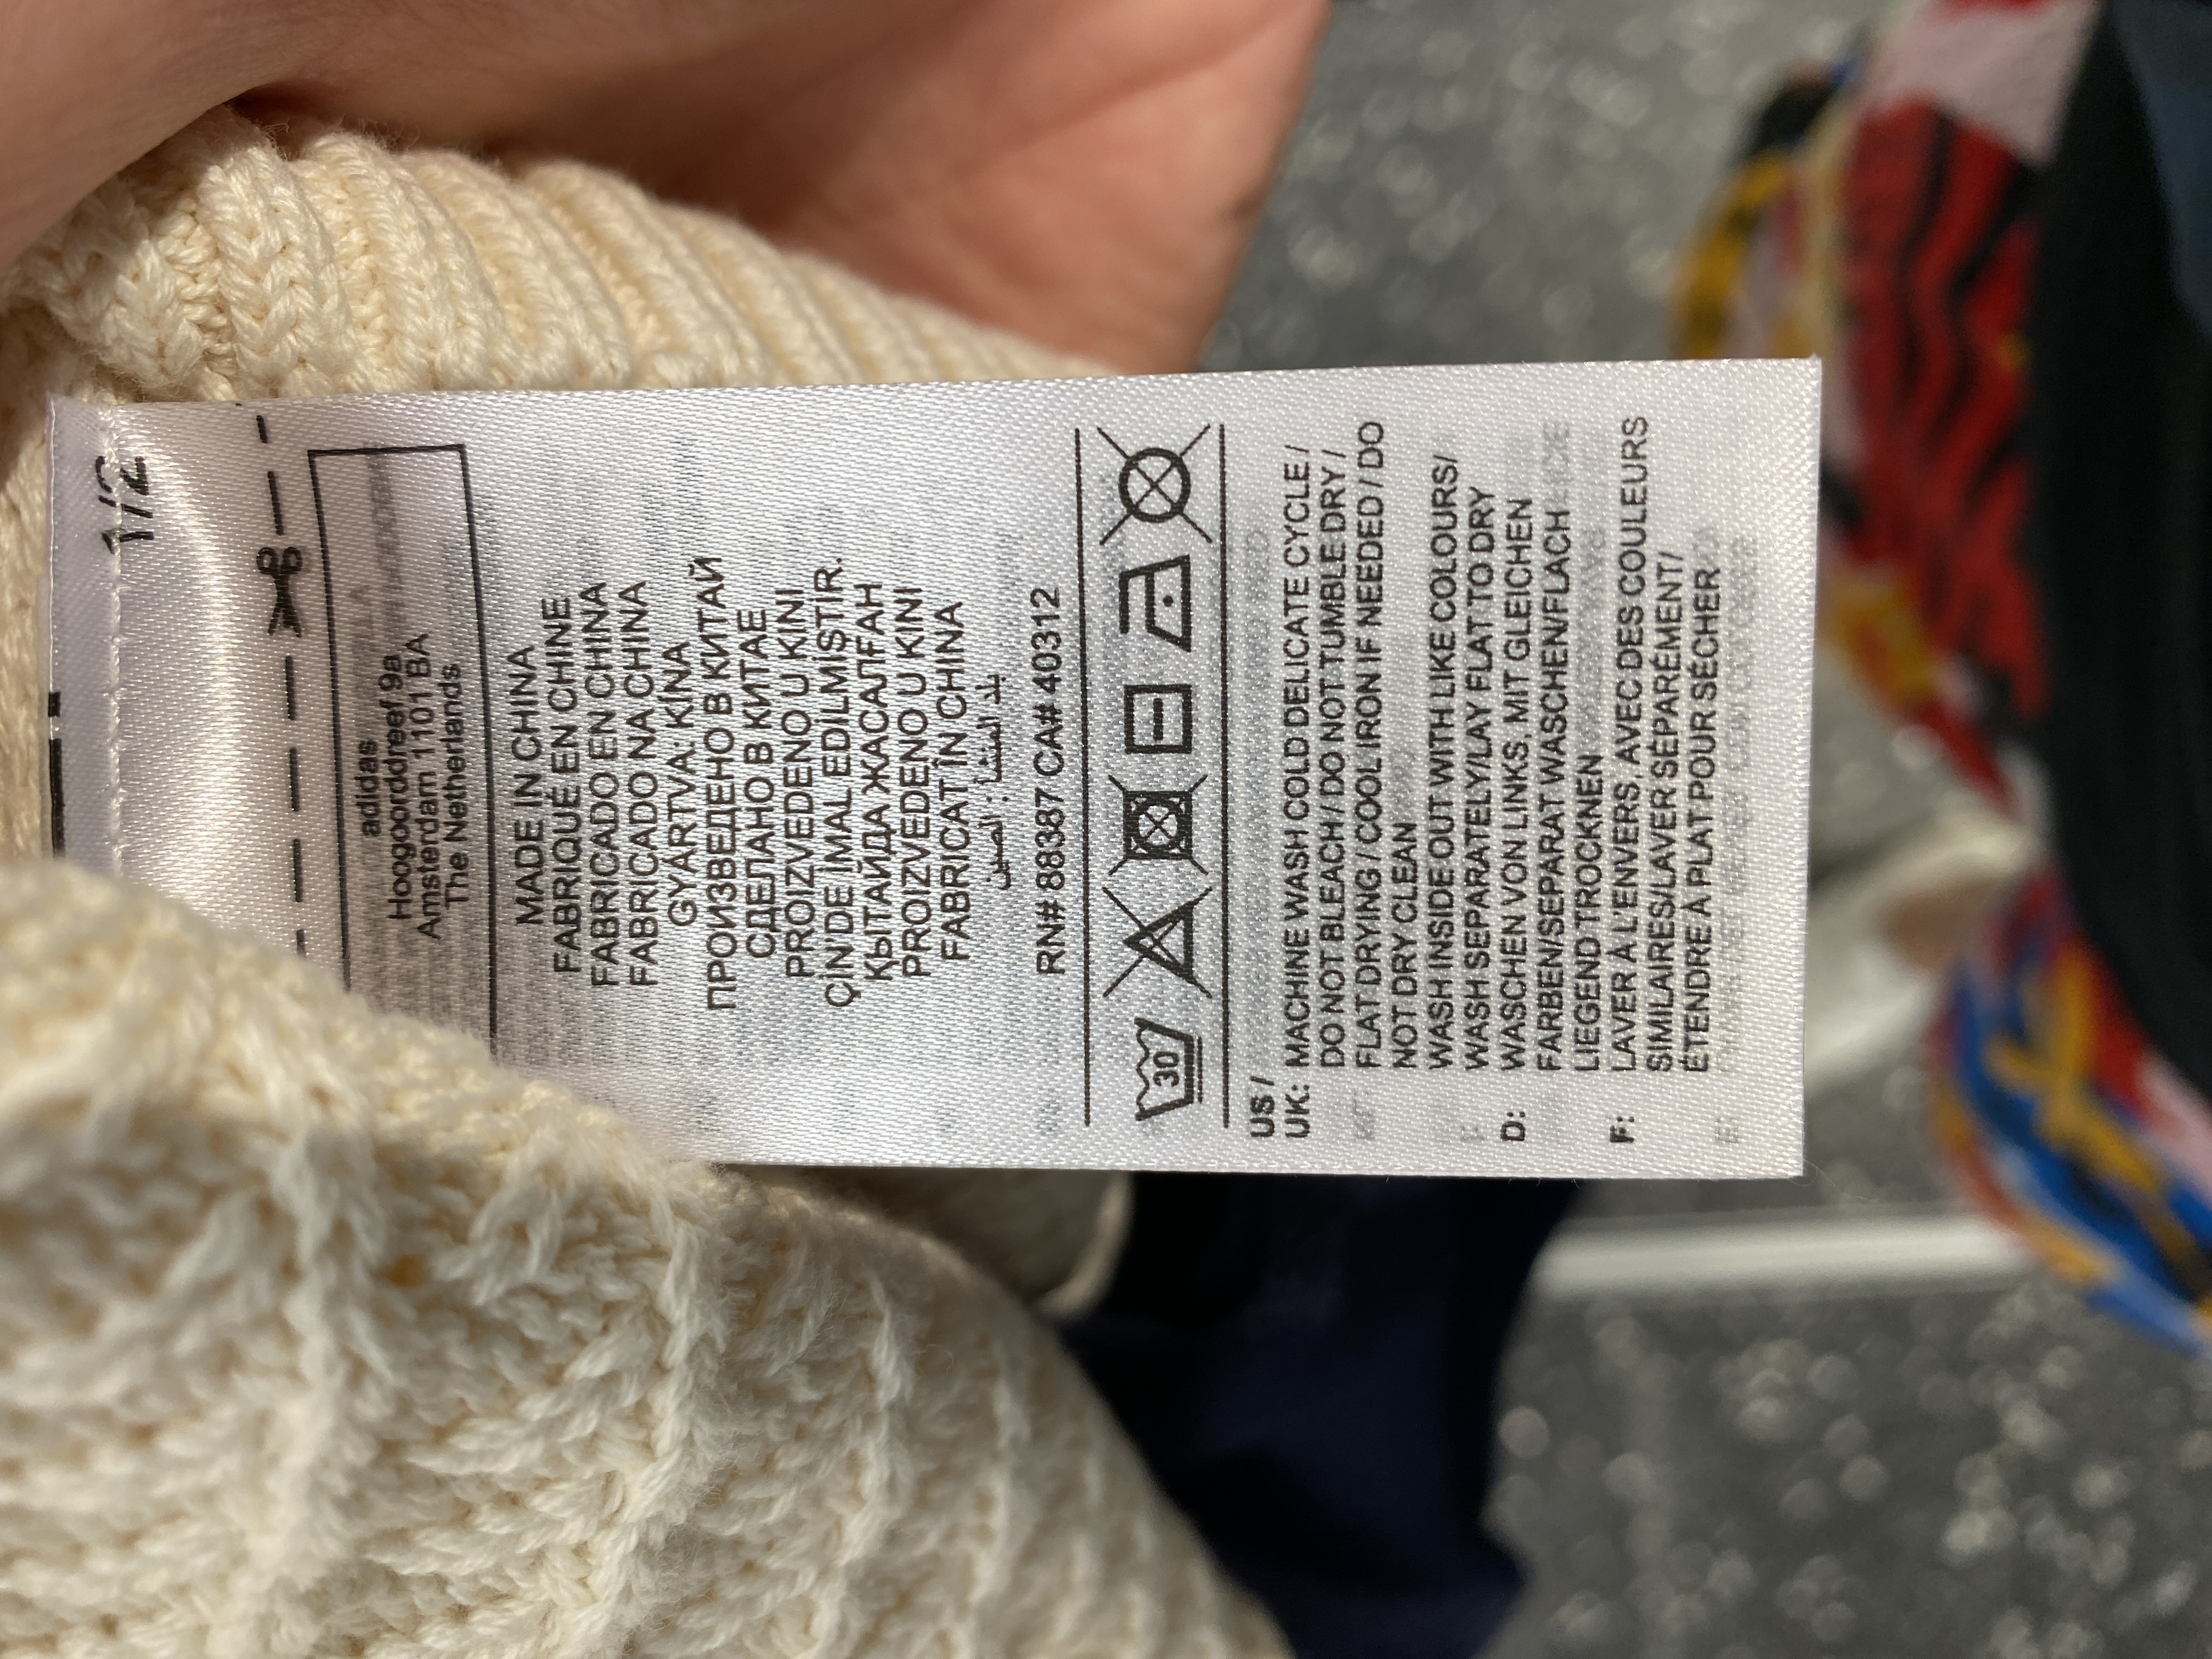 1/2
adidas
Hoogoorddreef 9a
Amsterdam 1101 BA
The Netherlands
MADE IN CHINA
FABRIQUÉ EN CHINE
FABRICADO EN CHINA
FABRICADO NA CHINA
GYÁRTVA: KÍNA
ПРОИЗВЕДЕНО В КИТАЙ
СДЕЛАНО В КИТАЕ
PROIZVEDENO U KINI
ÇİN'DE İMAL EDİLMİŞTİR.
ҚЫТАЙДА ЖАСАЛҒАН
PROIZVEDENO U KINI
FABRICAT ÎN CHINA
بلد المنشأ : الصين
RN# 88387 CA# 40312
30
US /
UK: MACHINE WASH COLD DELICATE CYCLE /
DO NOT BLEACH / DO NOT TUMBLE DRY /
FLAT DRYING / COOL IRON IF NEEDED / DO
NOT DRY CLEAN
WASH INSIDE OUT WITH LIKE COLOURS/
WASH SEPARATELY/LAY FLAT TO DRY
D: WASCHEN VON LINKS, MIT GLEICHEN
FARBEN/SEPARAT WASCHEN/FLACH
LIEGEND TROCKNEN
F: LAVER À L'ENVERS, AVEC DES COULEURS
SIMILAIRES/LAVER SÉPARÉMENT/
ÉTENDRE À PLAT POUR SÉCHER